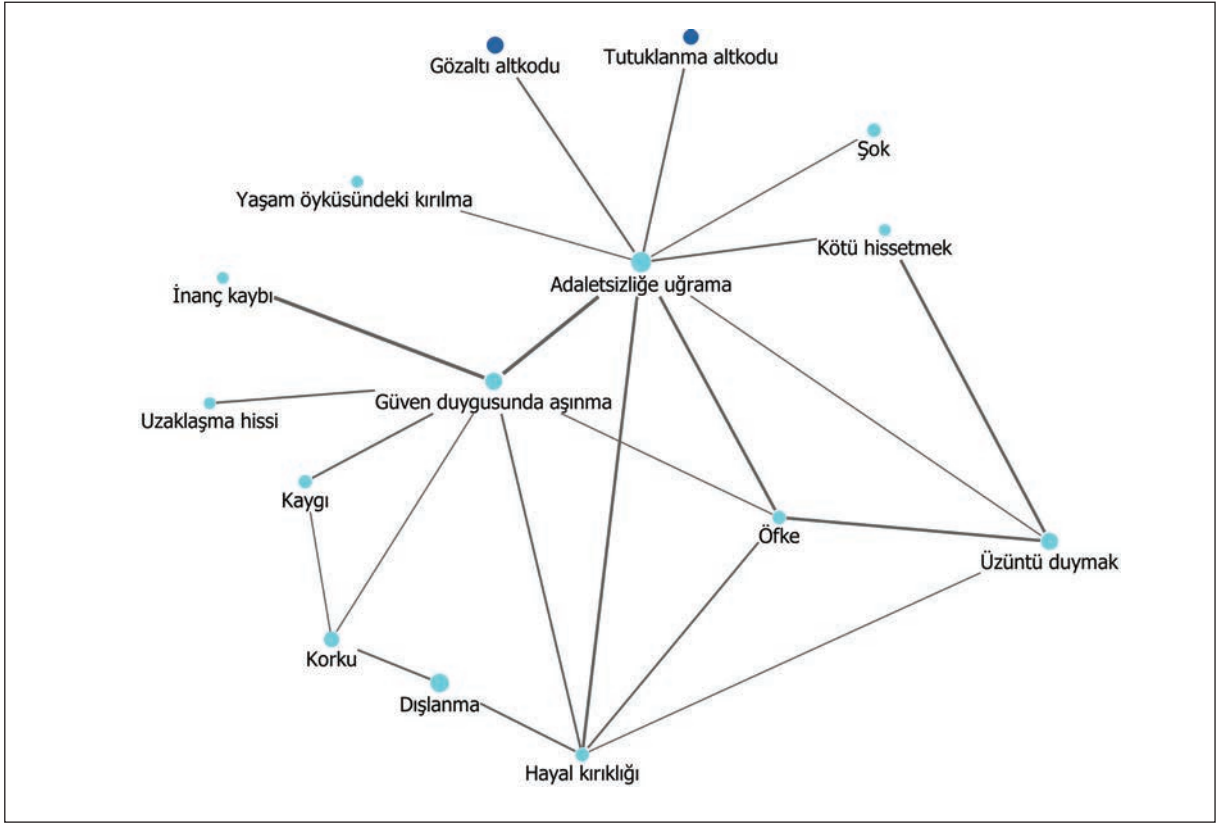 Gözaltı altkodu
Tutuklanma altkodu
Şok
Yaşam öyküsündeki kırılma
Kötü hissetmek
Adaletsizliğe uğrama
İnanç kaybı
Güven duygusunda aşınma
Uzaklaşma hissi
Kaygı
Öfke
Üzüntü duymak
Korku
Dışlanma
Hayal kırıklığı